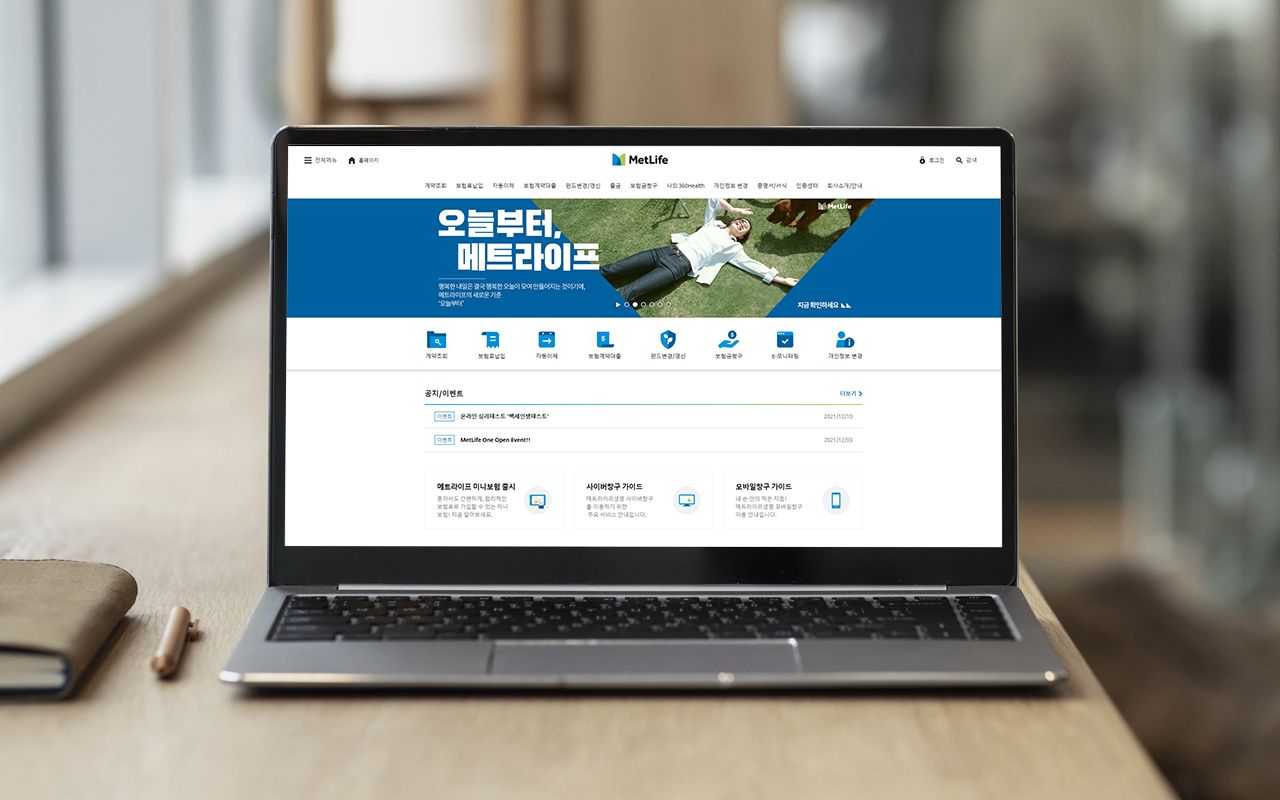 전체메뉴 홈페이지 MetLife 로그인 검색
계약조회 보험료납입 자동이체 보험계약대출 펀드변경/갱신 출금 보험금청구 나의 360Health 개인정보 변경 증명서/서식 인증센터 회사소개/안내
MetLife
오늘부터,
메트라이프
행복한 내일은 결국 행복한 오늘이 모여 만들어지는 것이기에,
메트라이프의 새로운 기준
"오늘부터"
지금 확인하세요
계약조회 보험료납입 자동이체 보험계약대출 펀드변경/갱신 보험금청구 E-모니터링 개인정보 변경
공지/이벤트 더보기
이벤트 온라인 심리테스트 '백세인생테스트' 2021/12/10
이벤트 MetLife One Open Event!! 2021/12/03
메트라이프 미니보험 출시
혼자서도 간편하게, 합리적인
보험료로 가입할 수 있는 미니
보험! 지금 알아보세요.
사이버창구 가이드
메트라이프생명 사이버창구
를 이용하기 위한
주요 서비스 안내입니다.
모바일창구 가이드
내 손 안의 작은 지점!
메트라이프생명 모바일창구
이용 안내입니다.